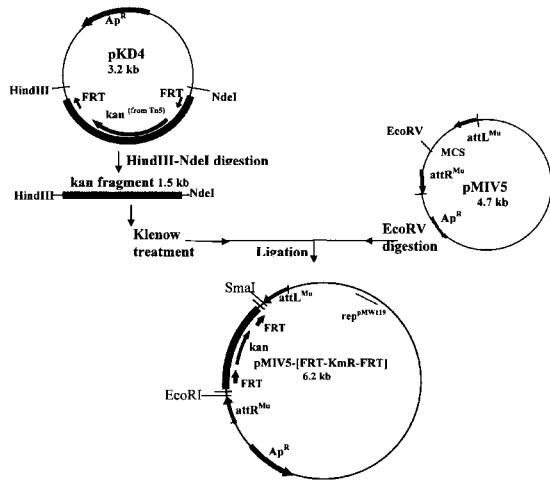 Ap^R
pKD4
3.2 kb
HindIII
FRT
FRT
NdeI
kan (from Tn5)
HindIII-NdeI digestion
kan fragment 1.5 kb
HindIII
NdeI
Klenow
treatment
Ligation
EcoRV
digestion
EcoRV
attL^Mu
MCS
attR^Mu
pMIV5
4.7 kb
Ap^R
SmaI
attL^Mu
rep^pMWt19
FRT
kan
pMIV5-[FRT-KmR-FRT]
6.2 kb
FRT
EcoRI
attR^Mu
Ap^R